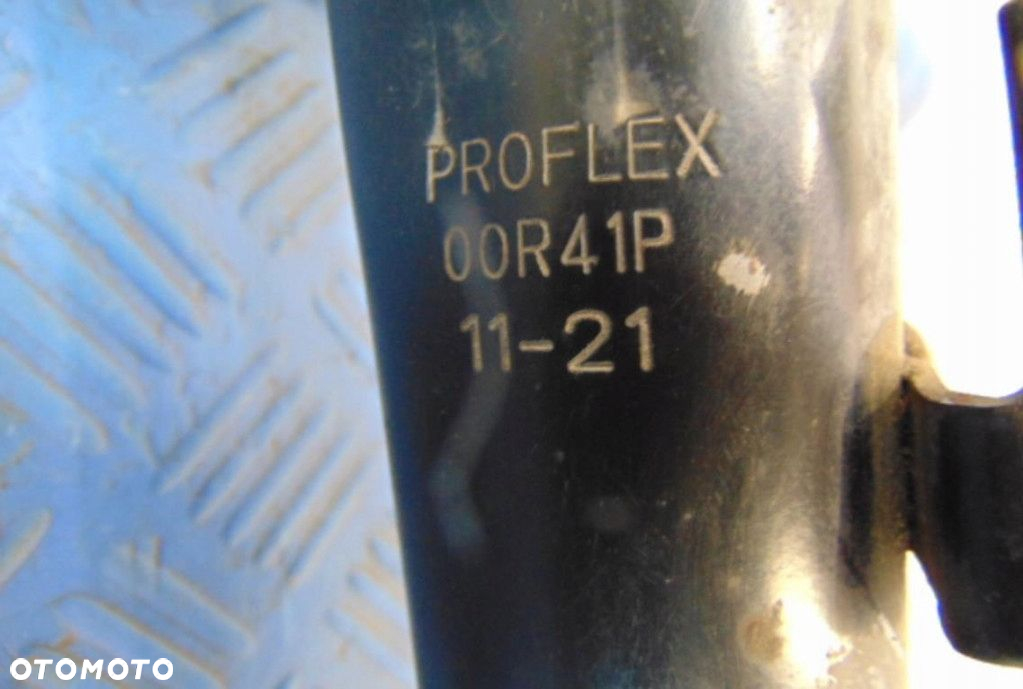 PROFLEX
00R41P
11-21
OTOMOTO